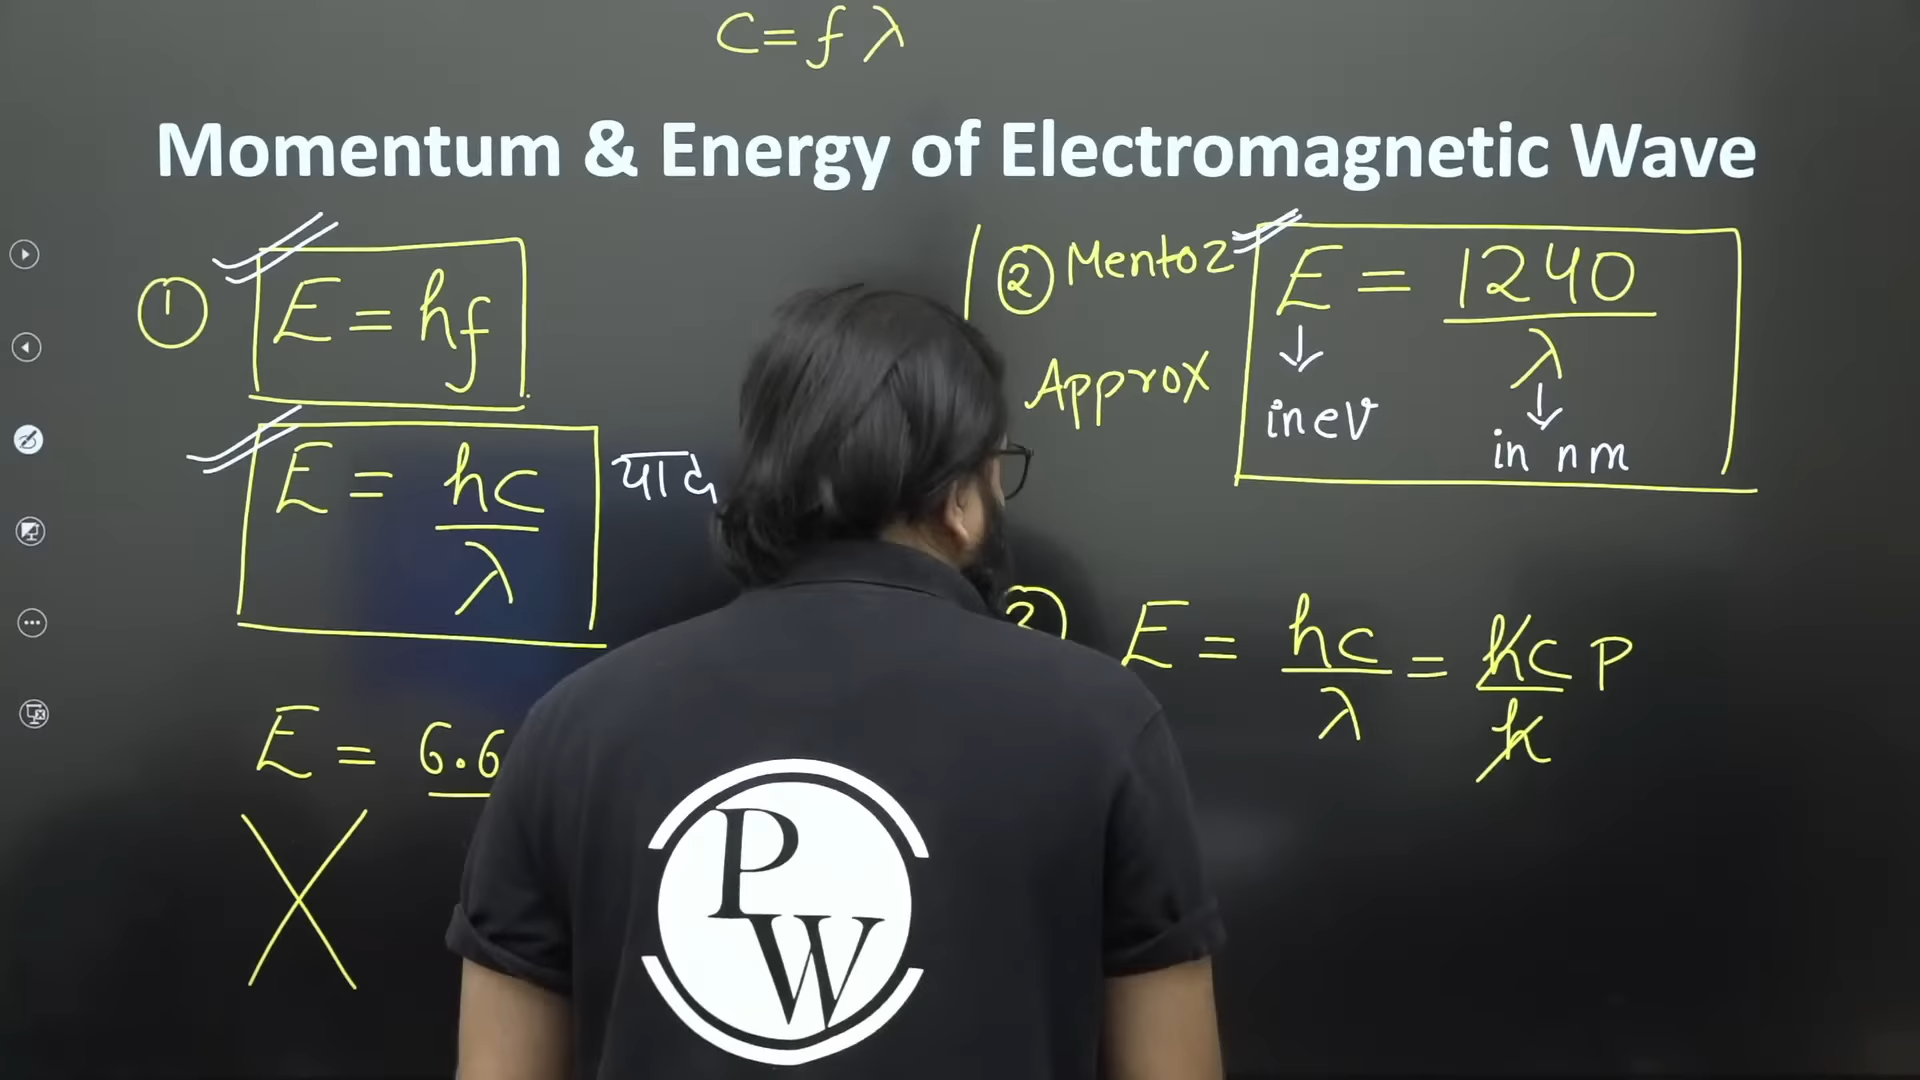 C = f λ
Momentum & Energy of Electromagnetic Wave
① E = hf
E = hc/λ याद
E = 6.6
② Mentoz E = 1240/λ
Approx
in eV
in nm
E = hc/λ = hc/h P
PW